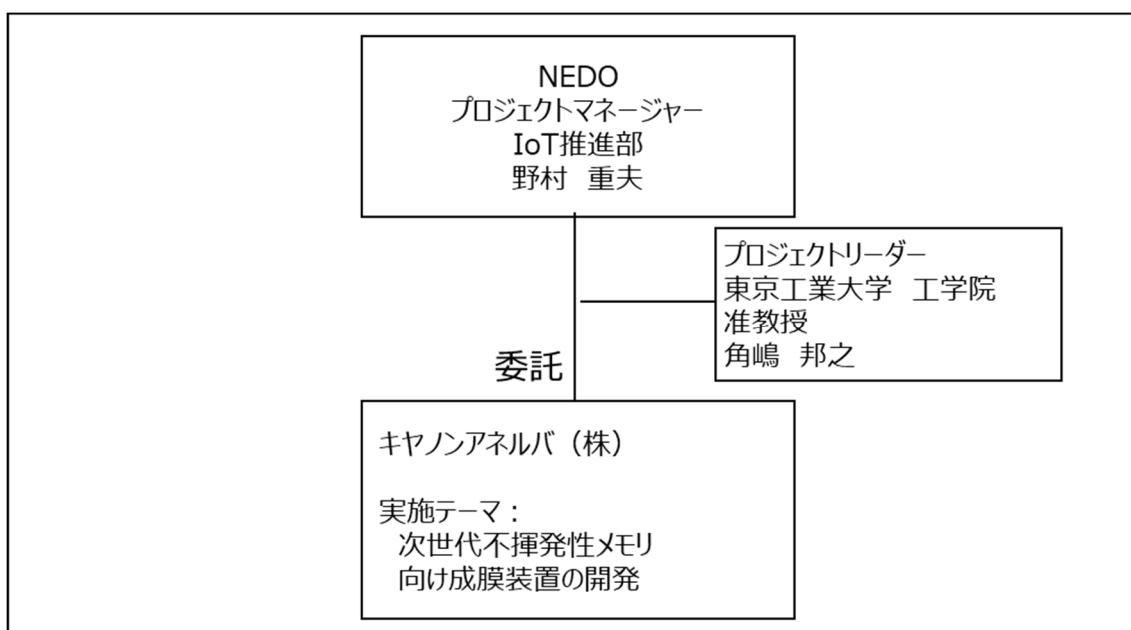 NEDO
プロジェクトマネージャー
IoT推進部
野村　重夫
プロジェクトリーダー
東京工業大学　工学院
准教授
角嶋　邦之
委託
キヤノンアネルバ（株）
実施テーマ：
次世代不揮発性メモリ
向け成膜装置の開発